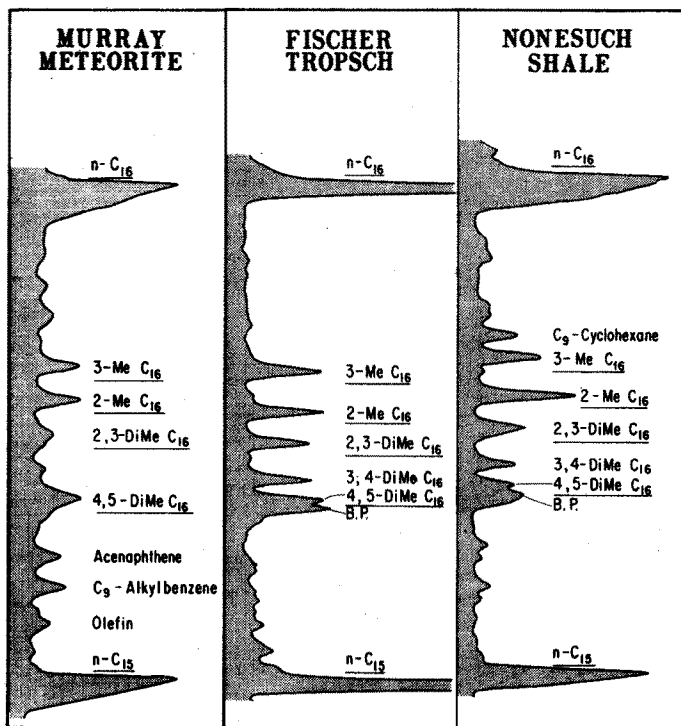 MURRAY
METEORITE
n-C16
3-Me C16
2-Me C16
2,3-DiMe C16
4,5-DiMe C16
Acenaphthene
C9-Alkylbenzene
Olefin
n-C15
FISCHER
TROPSCH
n-C16
3-Me C16
2-Me C16
2,3-DiMe C16
3,4-DiMe C16
4,5-DiMe C16
B.P.
n-C15
NONESUCH
SHALE
n-C16
C9-Cyclohexane
3-Me C16
2-Me C16
2,3-DiMe C16
3,4-DiMe C16
4,5-DiMe C16
B.P.
n-C15